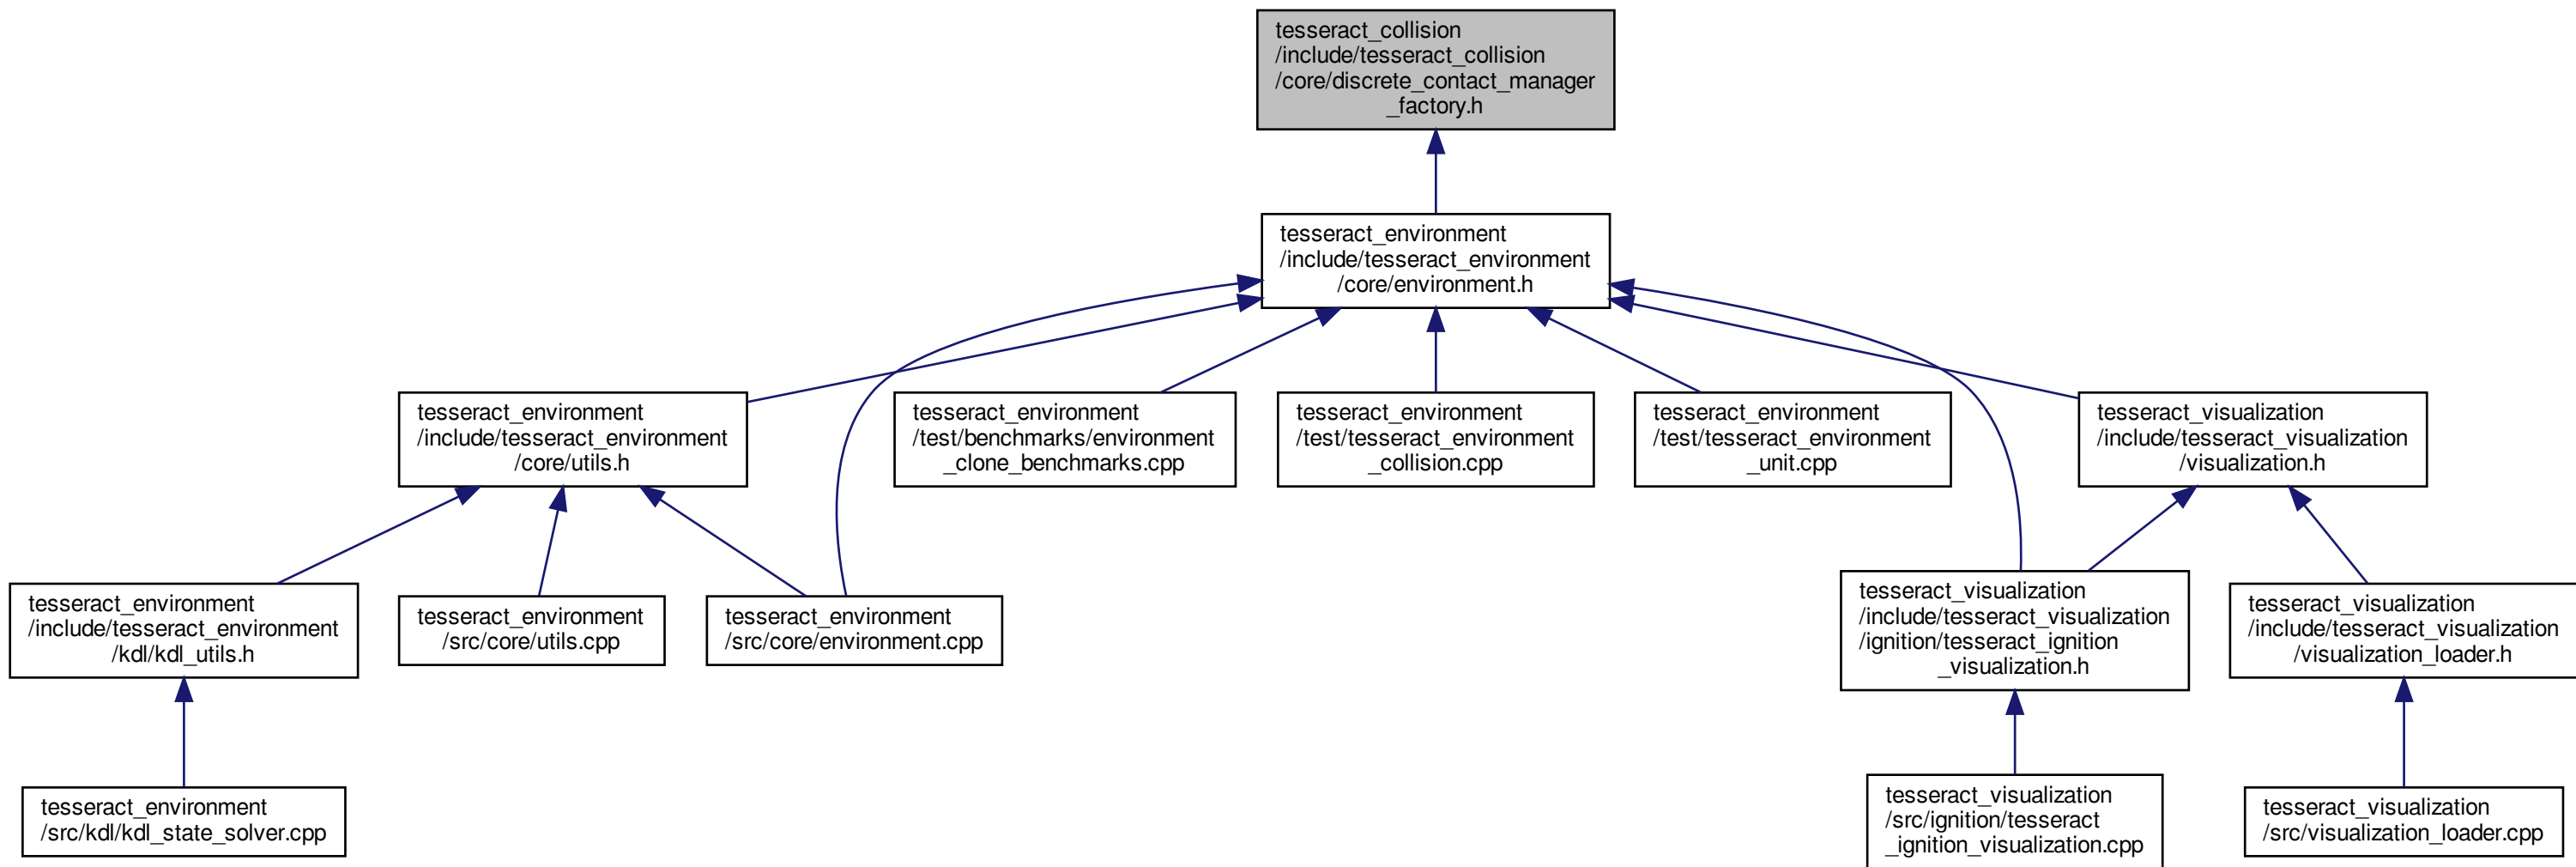 tesseract_collision
/include/tesseract_collision
/core/discrete_contact_manager
_factory.h
tesseract_environment
/include/tesseract_environment
/core/environment.h
tesseract_environment
/include/tesseract_environment
/core/utils.h
tesseract_environment
/test/benchmarks/environment
_clone_benchmarks.cpp
tesseract_environment
/test/tesseract_environment
_collision.cpp
tesseract_environment
/test/tesseract_environment
_unit.cpp
tesseract_visualization
/include/tesseract_visualization
/visualization.h
tesseract_environment
/include/tesseract_environment
/kdl/kdl_utils.h
tesseract_environment
/src/core/utils.cpp
tesseract_environment
/src/core/environment.cpp
tesseract_visualization
/include/tesseract_visualization
/ignition/tesseract_ignition
_visualization.h
tesseract_visualization
/include/tesseract_visualization
/visualization_loader.h
tesseract_environment
/src/kdl/kdl_state_solver.cpp
tesseract_visualization
/src/ignition/tesseract
_ignition_visualization.cpp
tesseract_visualization
/src/visualization_loader.cpp